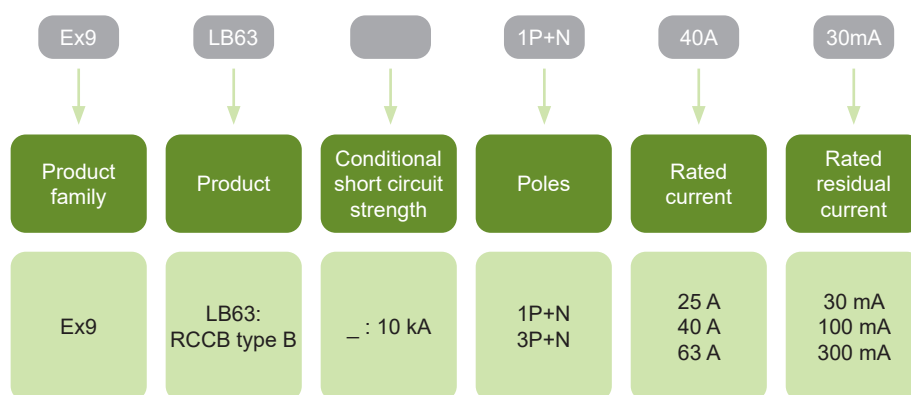 Ex9
LB63
1P+N
40A
30mA
Product
family
Product
Conditional
short circuit
strength
Poles
Rated
current
Rated
residual
current
Ex9
LB63:
RCCB type B
_ : 10 kA
1P+N
3P+N
25 A
40 A
63 A
30 mA
100 mA
300 mA